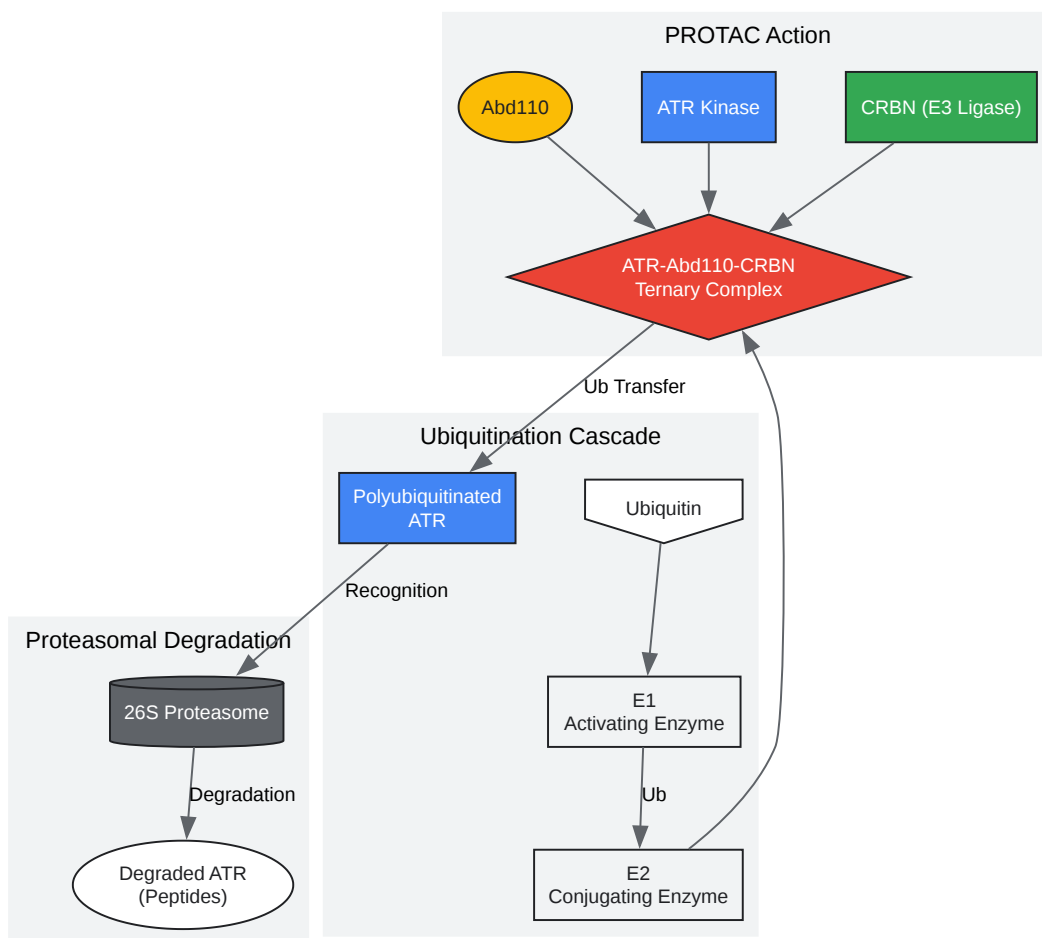 PROTAC Action
Abd110
ATR Kinase
CRBN (E3 Ligase)
ATR-Abd110-CRBN
Ternary Complex
Ub Transfer
Ubiquitination Cascade
Polyubiquitinated
ATR
Ubiquitin
Recognition
Proteasomal Degradation
26S Proteasome
E1
Activating Enzyme
Degradation
Ub
Degraded ATR
(Peptides)
E2
Conjugating Enzyme